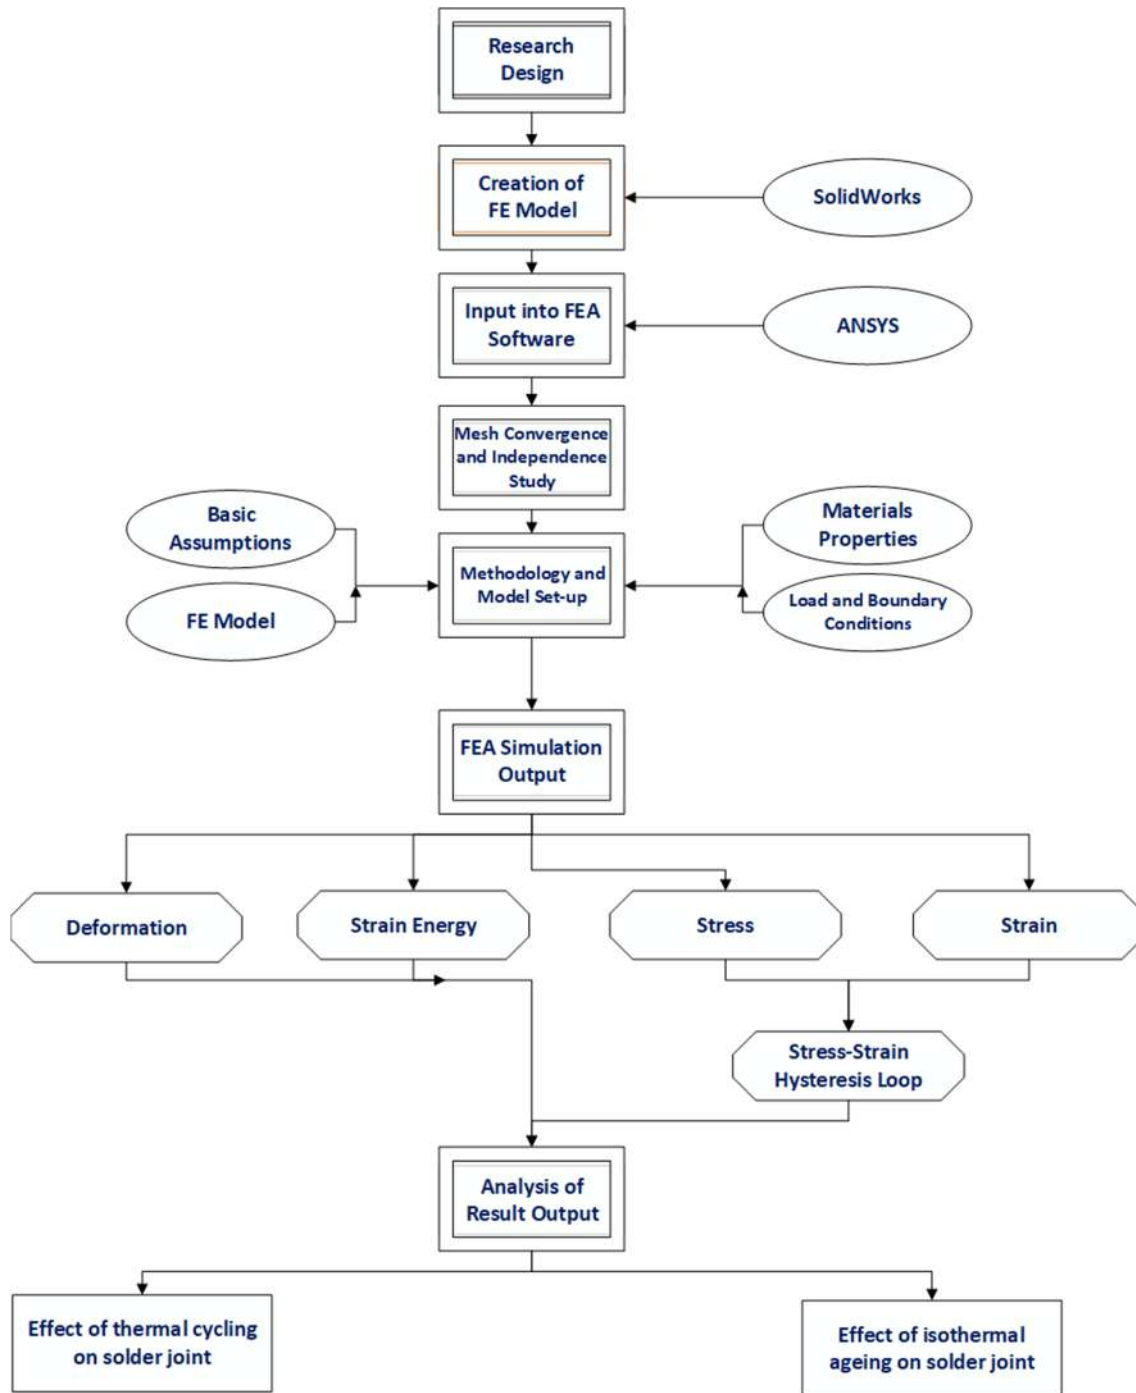 Research
Design
Creation of
FE Model
SolidWorks
Input into FEA
Software
ANSYS
Mesh Convergence
and Independence
Study
Basic
Assumptions
FE Model
Methodology and
Model Set-up
Materials
Properties
Load and Boundary
Conditions
FEA Simulation
Output
Deformation
Strain Energy
Stress
Strain
Stress-Strain
Hysteresis Loop
Analysis of
Result Output
Effect of thermal cycling
on solder joint
Effect of isothermal
ageing on solder joint